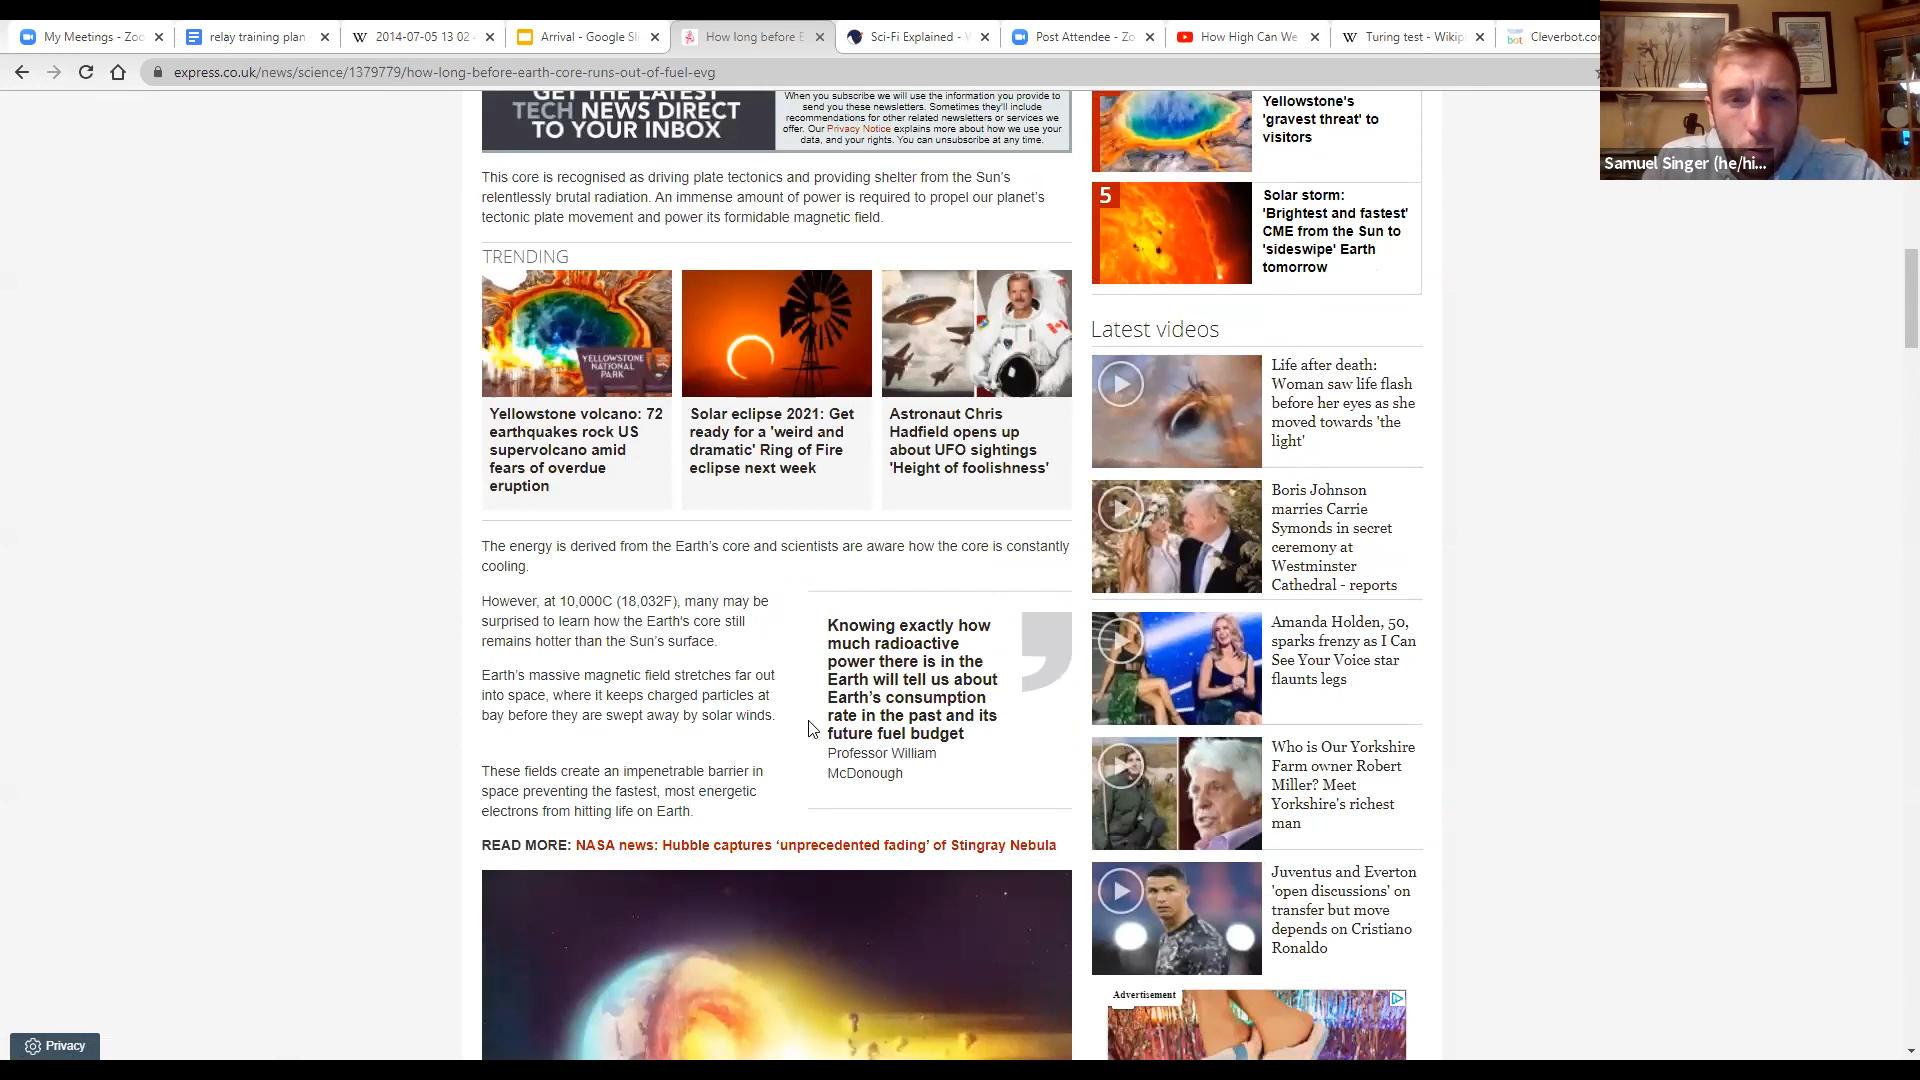 My Meetings - Zoo
relay training plan -
2014-07-05 13 02
Arrival - Google Sli
How long before E
Sci-Fi Explained - V
Post Attendee - Zo
How High Can We
Turing test - Wikip
Cleverbot.com
express.co.uk/news/science/1379779/how-long-before-earth-core-runs-out-of-fuel-evg
Samuel Singer (he/hi...
GET THE LATEST
TECH NEWS DIRECT
TO YOUR INBOX
When you subscribe we will use the information you provide to
send you these newsletters. Sometimes they'll include
recommendations for other related newsletters or services we
offer. Our Privacy Notice explains more about how we use your
data, and your rights. You can unsubscribe at any time.
This core is recognised as driving plate tectonics and providing shelter from the Sun's
relentlessly brutal radiation. An immense amount of power is required to propel our planet's
tectonic plate movement and power its formidable magnetic field.
TRENDING
YELLOWSTONE
NATIONAL
PARK
Yellowstone volcano: 72
earthquakes rock US
supervolcano amid
fears of overdue
eruption
Solar eclipse 2021: Get
ready for a 'weird and
dramatic' Ring of Fire
eclipse next week
Astronaut Chris
Hadfield opens up
about UFO sightings
'Height of foolishness'
The energy is derived from the Earth's core and scientists are aware how the core is constantly
cooling.
However, at 10,000C (18,032F), many may be
surprised to learn how the Earth's core still
remains hotter than the Sun's surface.
Earth's massive magnetic field stretches far out
into space, where it keeps charged particles at
bay before they are swept away by solar winds.
These fields create an impenetrable barrier in
space preventing the fastest, most energetic
electrons from hitting life on Earth.
Knowing exactly how
much radioactive
power there is in the
Earth will tell us about
Earth's consumption
rate in the past and its
future fuel budget
Professor William
McDonough
READ MORE: NASA news: Hubble captures 'unprecedented fading' of Stingray Nebula
Yellowstone's
'gravest threat' to
visitors
5
Solar storm:
'Brightest and fastest'
CME from the Sun to
'sideswipe' Earth
tomorrow
Latest videos
Life after death:
Woman saw life flash
before her eyes as she
moved towards 'the
light'
Boris Johnson
marries Carrie
Symonds in secret
ceremony at
Westminster
Cathedral - reports
Amanda Holden, 50,
sparks frenzy as I Can
See Your Voice star
flaunts legs
Who is Our Yorkshire
Farm owner Robert
Miller? Meet
Yorkshire's richest
man
Juventus and Everton
'open discussions' on
transfer but move
depends on Cristiano
Ronaldo
Advertisement
Privacy